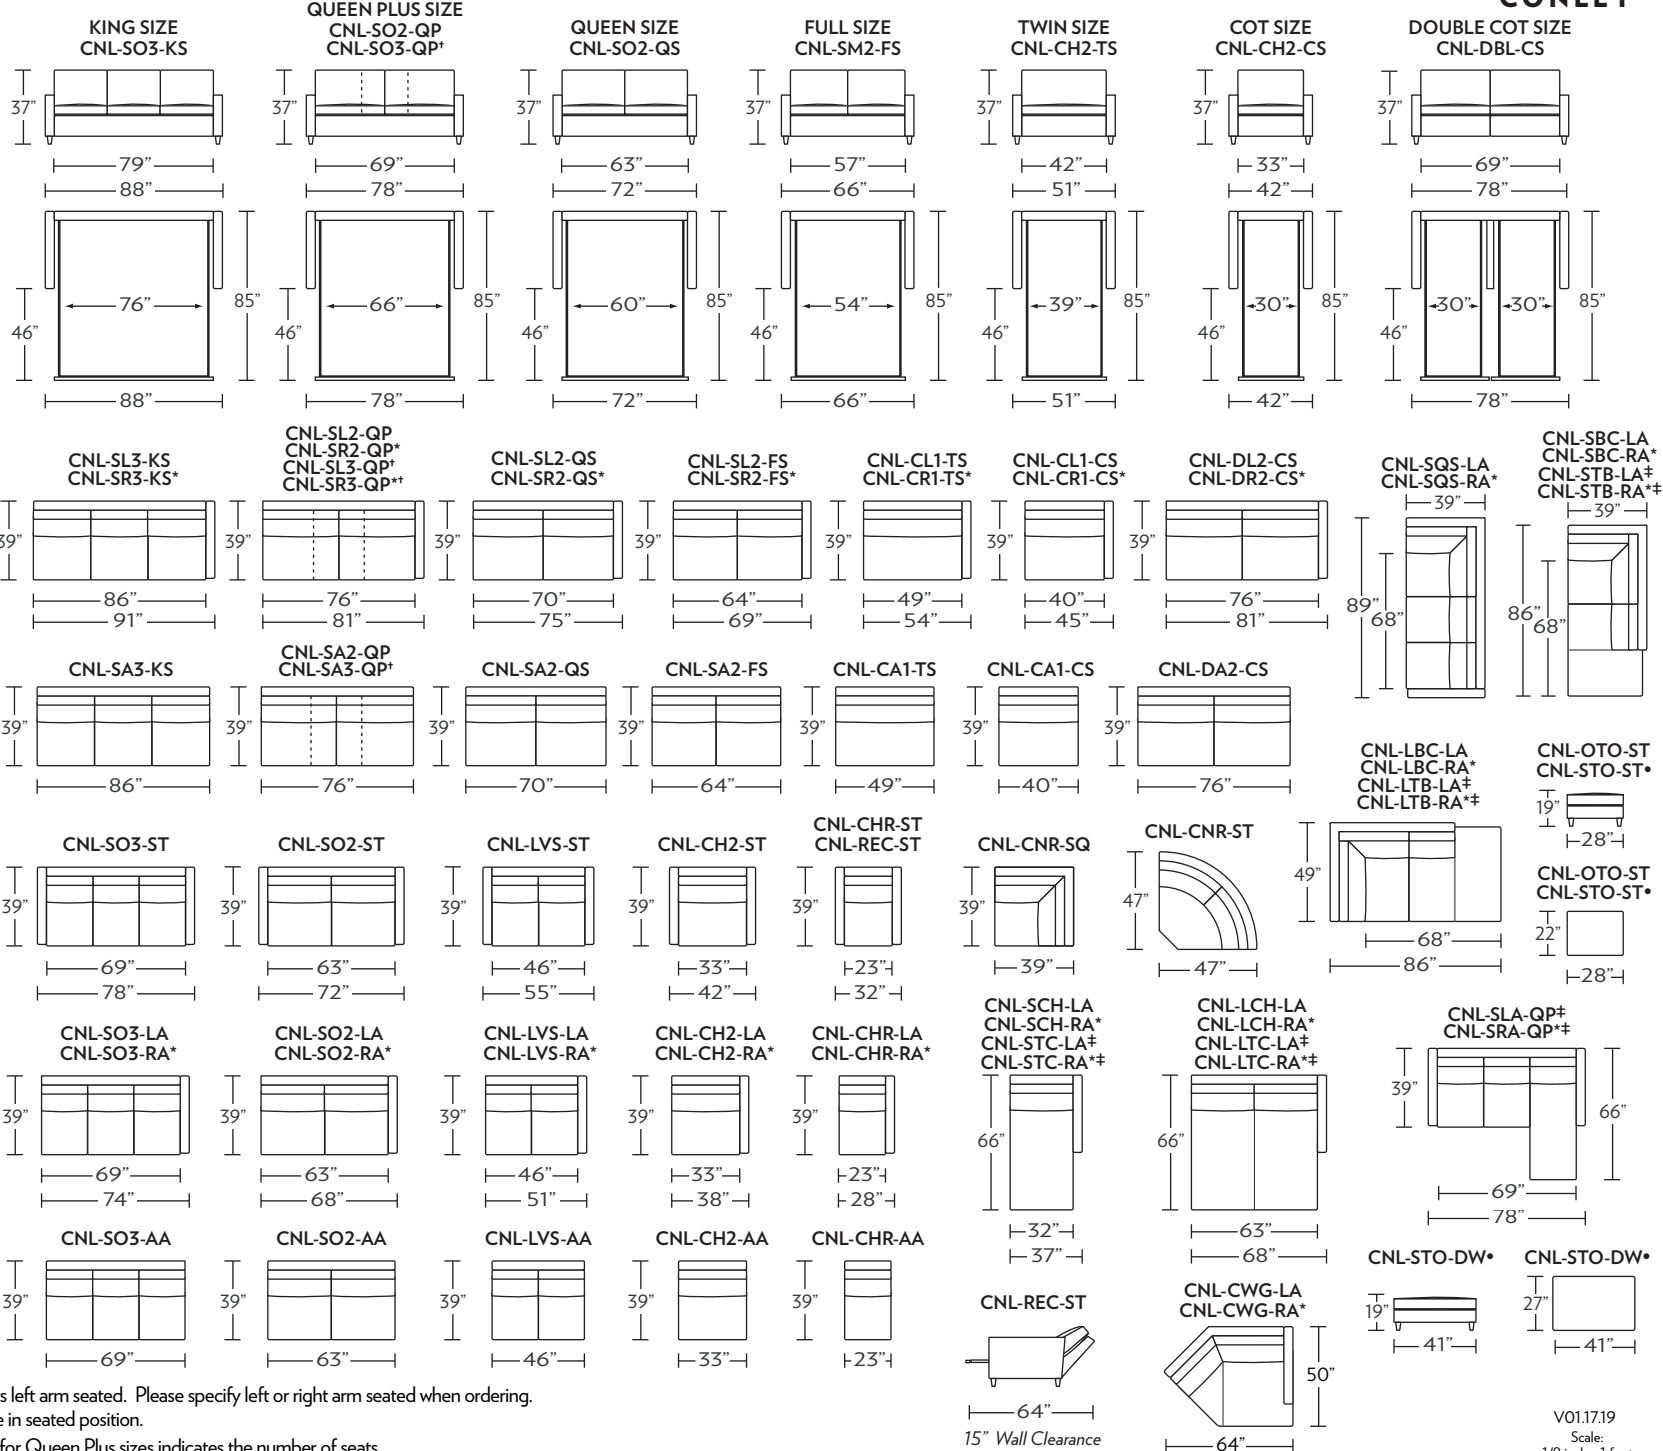 KING SIZE
CNL-SO3-KS
QUEEN PLUS SIZE
CNL-SO2-QP
CNL-SO3-QP†
QUEEN SIZE
CNL-SO2-QS
FULL SIZE
CNL-SM2-FS
TWIN SIZE
CNL-CH2-TS
COT SIZE
CNL-CH2-CS
DOUBLE COT SIZE
CNL-DBL-CS
37” 37” 37” 37” 37” 37” 37”
79” 69” 63” 57” 42” 33” 69”
88” 78” 72” 66” 51” 42” 78”
76” 85” 66” 85” 60” 85” 54” 85” 39” 85” 30” 85” 30” 30” 85”
46” 46” 46” 46” 46” 46” 46”
88” 78” 72” 66” 51” 42” 78”
CNL-SL3-KS
CNL-SR3-KS*
CNL-SL2-QP
CNL-SR2-QP*
CNL-SL3-QP†
CNL-SR3-QP*†
CNL-SL2-QS
CNL-SR2-QS*
CNL-SL2-FS
CNL-SR2-FS*
CNL-CL1-TS
CNL-CR1-TS*
CNL-CL1-CS
CNL-CR1-CS*
CNL-DL2-CS
CNL-DR2-CS*
CNL-SQS-LA
CNL-SQS-RA*
39”
89” 68”
CNL-SBC-LA
CNL-SBC-RA*
CNL-STB-LA‡
CNL-STB-RA*‡
39”
86” 68”
39” 39” 39” 39” 39” 39” 39”
86” 76” 70” 64” 49” 40” 76”
91” 81” 75” 69” 54” 45” 81”
CNL-SA3-KS
CNL-SA2-QP
CNL-SA3-QP†
CNL-SA2-QS
CNL-SA2-FS
CNL-CA1-TS
CNL-CA1-CS
CNL-DA2-CS
39” 39” 39” 39” 39” 39” 39”
86” 76” 70” 64” 49” 40” 76”
CNL-LBC-LA
CNL-LBC-RA*
CNL-LTB-LA‡
CNL-LTB-RA*‡
49”
68”
86”
CNL-OTO-ST
CNL-STO-ST•
19”
28”
CNL-OTO-ST
CNL-STO-ST•
22”
28”
CNL-SO3-ST
CNL-SO2-ST
CNL-LVS-ST
CNL-CH2-ST
CNL-CHR-ST
CNL-REC-ST
CNL-CNR-SQ
CNL-CNR-ST
39” 39” 39” 39” 39” 39” 47”
69” 63” 46” 33” 23” 39” 47”
78” 72” 55” 42” 32”
CNL-SO3-LA
CNL-SO3-RA*
CNL-SO2-LA
CNL-SO2-RA*
CNL-LVS-LA
CNL-LVS-RA*
CNL-CH2-LA
CNL-CH2-RA*
CNL-CHR-LA
CNL-CHR-RA*
39” 39” 39” 39” 39”
69” 63” 46” 33” 23”
74” 68” 51” 38” 28”
CNL-SCH-LA
CNL-SCH-RA*
CNL-STC-LA‡
CNL-STC-RA*‡
66”
32”
37”
CNL-LCH-LA
CNL-LCH-RA*
CNL-LTC-LA‡
CNL-LTC-RA*‡
66”
63”
68”
CNL-SLA-QP‡
CNL-SRA-QP*‡
39” 66”
69”
78”
CNL-SO3-AA
CNL-SO2-AA
CNL-LVS-AA
CNL-CH2-AA
CNL-CHR-AA
39” 39” 39” 39” 39”
69” 63” 46” 33” 23”
CNL-REC-ST
64”
15” Wall Clearance
CNL-CWG-LA
CNL-CWG-RA*
50”
64”
CNL-STO-DW•
19”
41”
CNL-STO-DW•
27”
41”
left arm seated. Please specify left or right arm seated when ordering.
in seated position.
for Queen Plus sizes indicates the number of seats
V01.17.19
Scale: